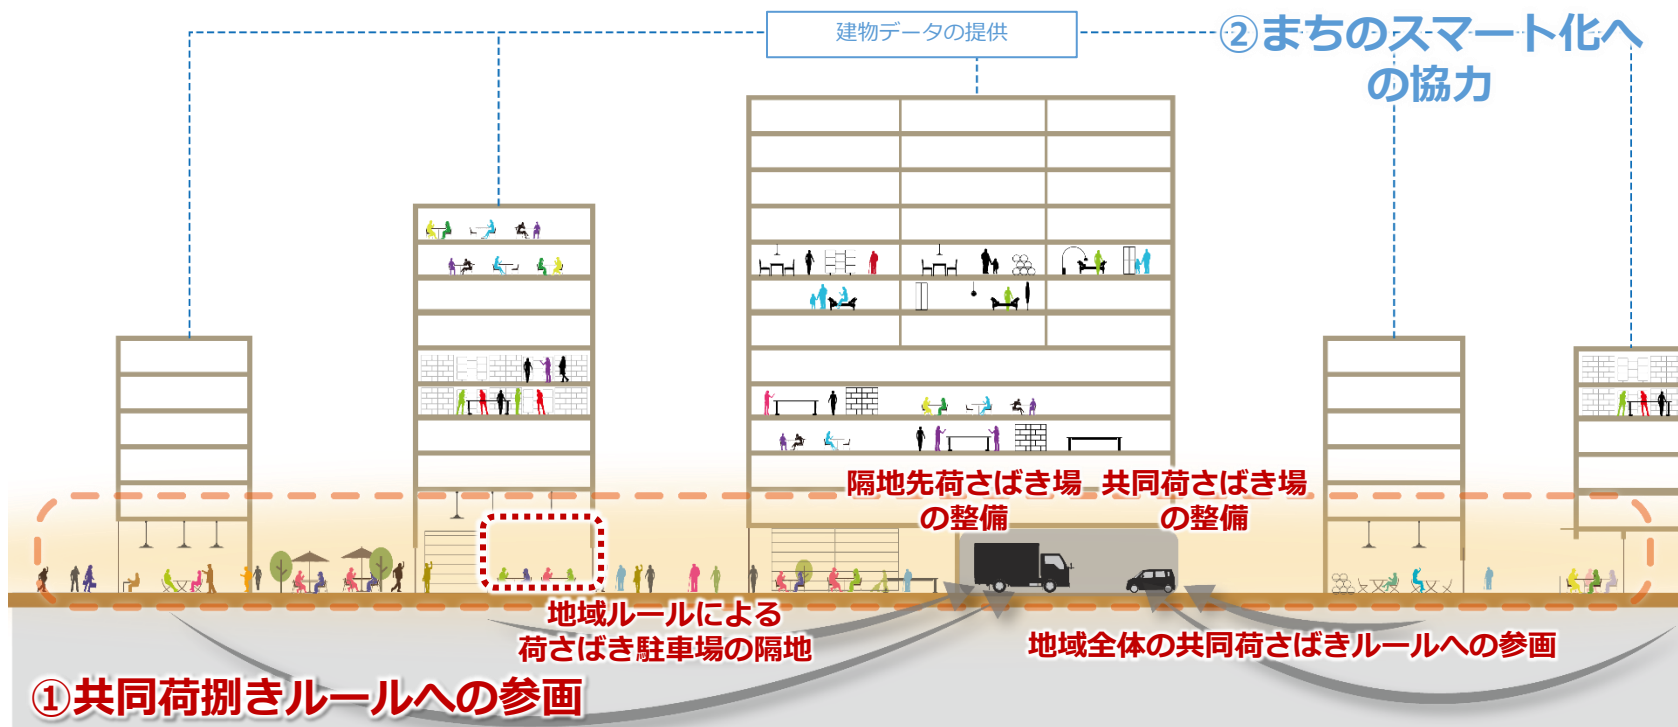 建物データの提供
②まちのスマート化へ
の協力
隔地先荷さばき場
の整備
共同荷さばき場
の整備
地域ルールによる
荷さばき駐車場の隔地
地域全体の共同荷さばきルールへの参画
①共同荷捌きルールへの参画